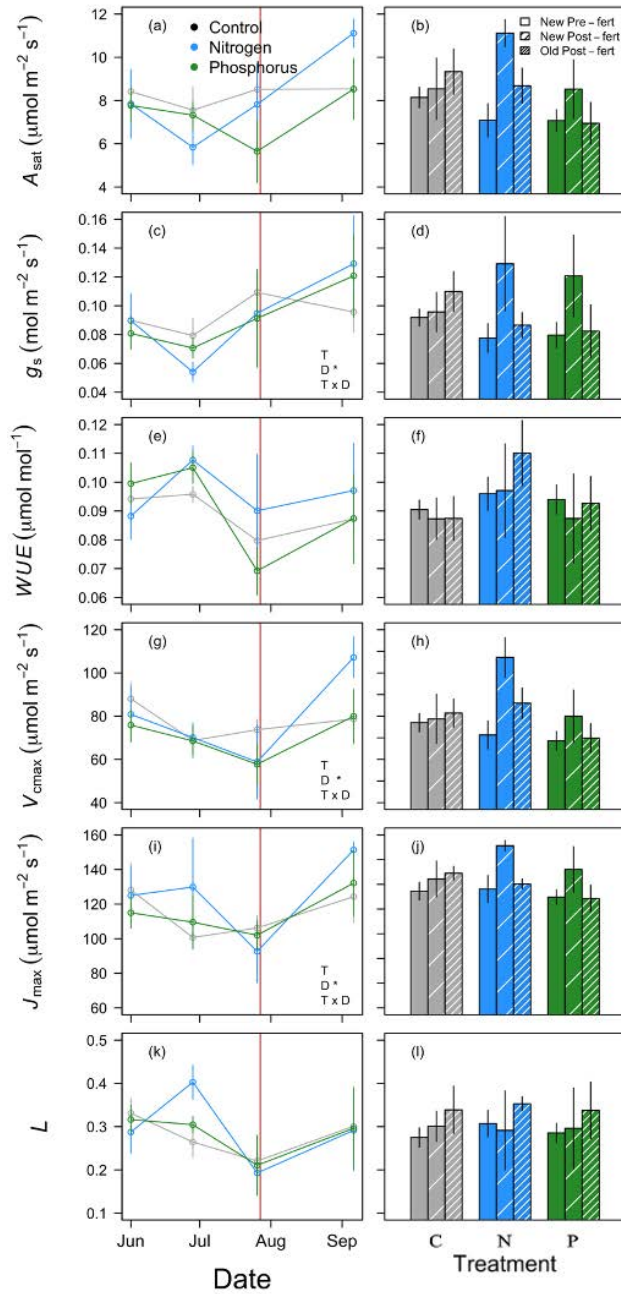 (a)
Control
Nitrogen
Phosphorus
A sat (μmol m−2 s−1)
12
10
8
6
4
(b)
New Pre−fert
New Post−fert
Old Post−fert
(c)
g s (mol m−2 s−1)
0.16
0.14
0.12
0.10
0.08
0.06
0.04
T
D *
T x D
(d)
(e)
WUE (μmol mol−1)
0.12
0.11
0.10
0.09
0.08
0.07
0.06
(f)
(g)
V cmax (μmol m−2 s−1)
120
100
80
60
40
T
D *
T x D
(h)
(i)
J max (μmol m−2 s−1)
160
140
120
100
80
60
T
D *
T x D
(j)
(k)
L
0.5
0.4
0.3
0.2
0.1
(l)
Jun Jul Aug Sep
Date
C N P
Treatment